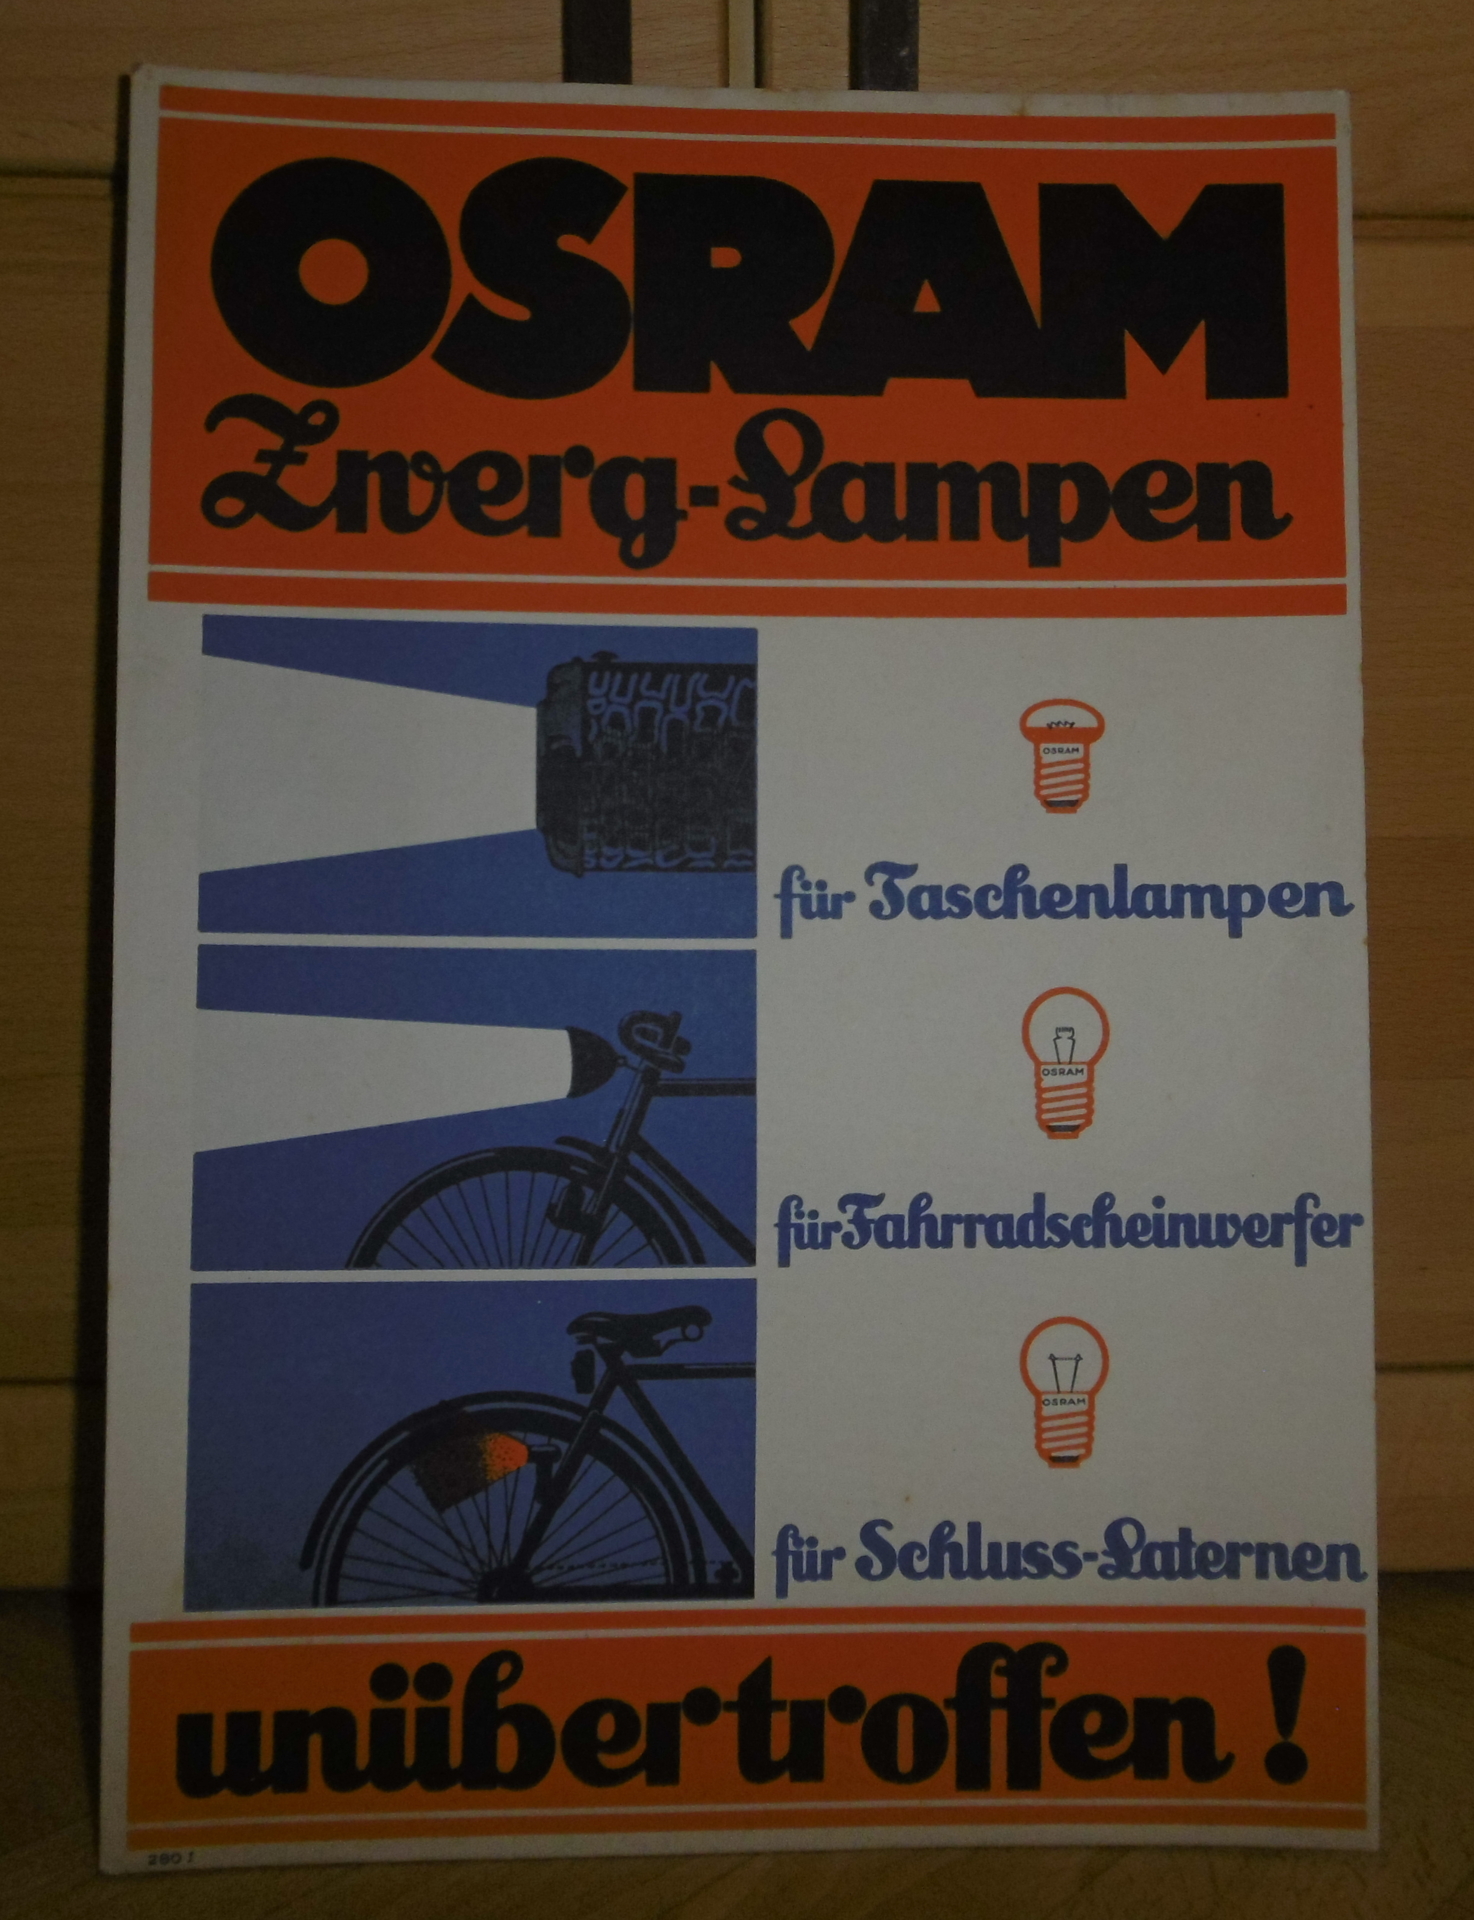 OSRAM
Zwerg-Lampen
OSRAM
für Taschenlampen
OSRAM
für Fahrradscheinwerfer
OSRAM
für Schluss-Laternen
unübertroffen!